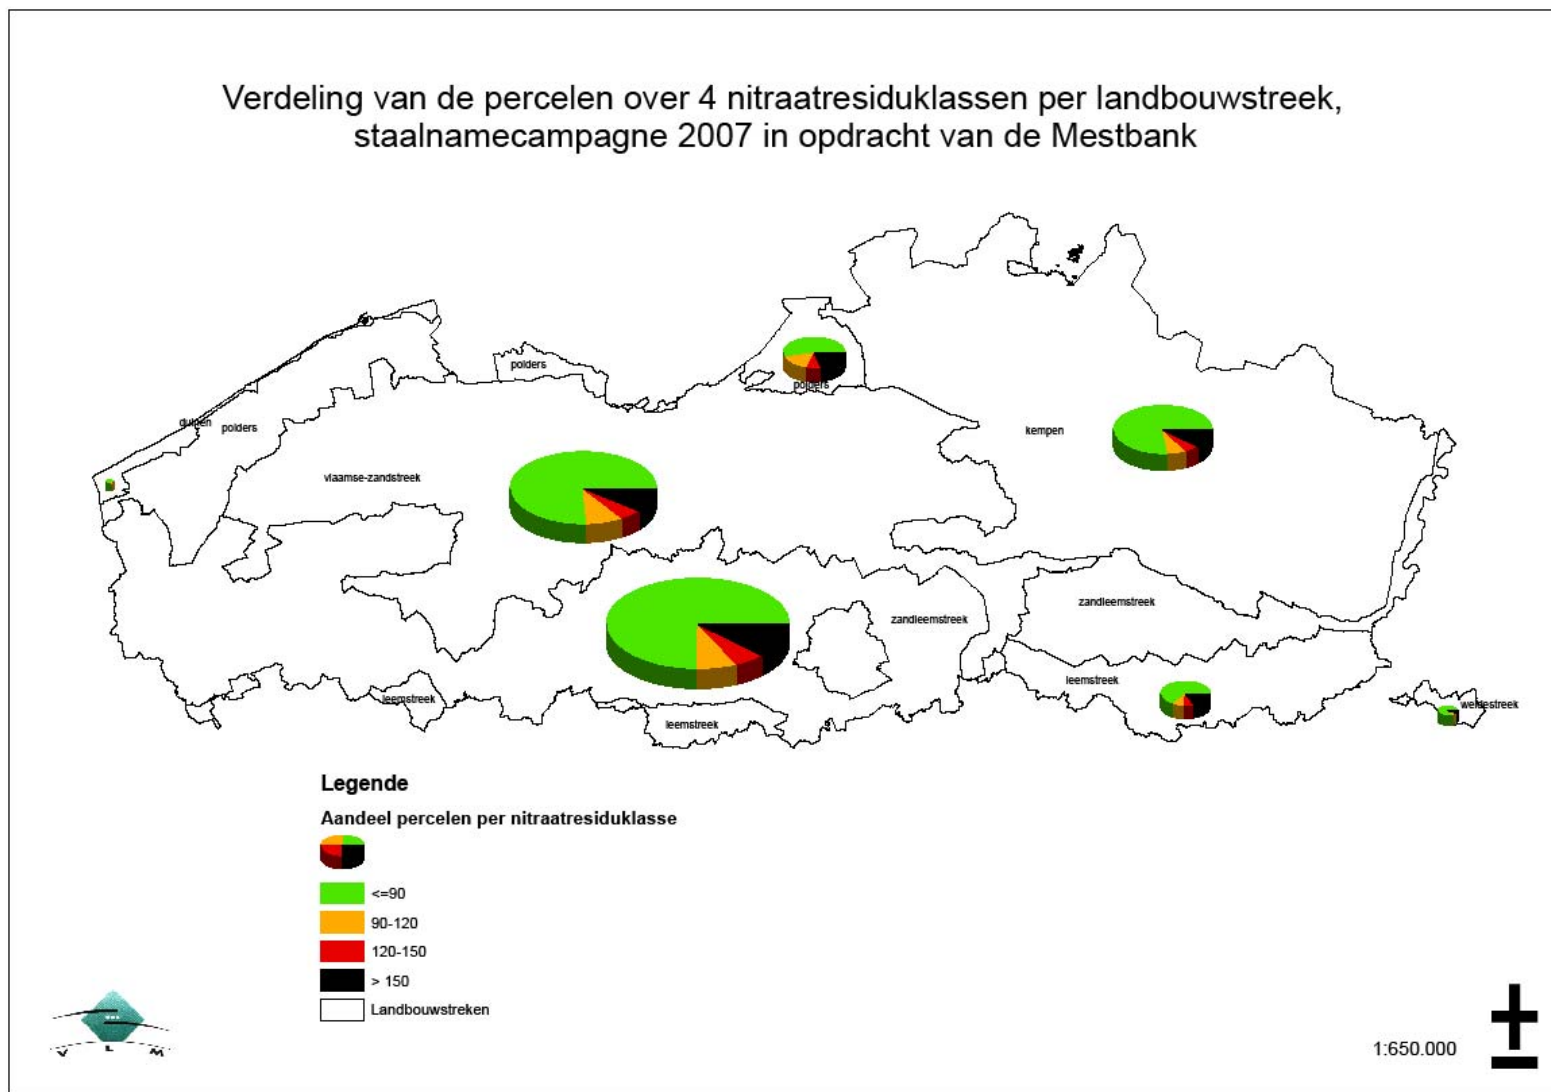 Verdeling van de percelen over 4 nitraatresiduklassen per landbouwstreek,
staalnamecampagne 2007 in opdracht van de Mestbank
polders
polders
duinen
polders
kempen
vlaamse-zandstreek
zandleemstreek
zandleemstreek
leemstreek
leemstreek
leemstreek
weidestreek
Legende
Aandeel percelen per nitraatresiduklasse
<=90
90-120
120-150
> 150
Landbouwstreken
V L M
1:650.000